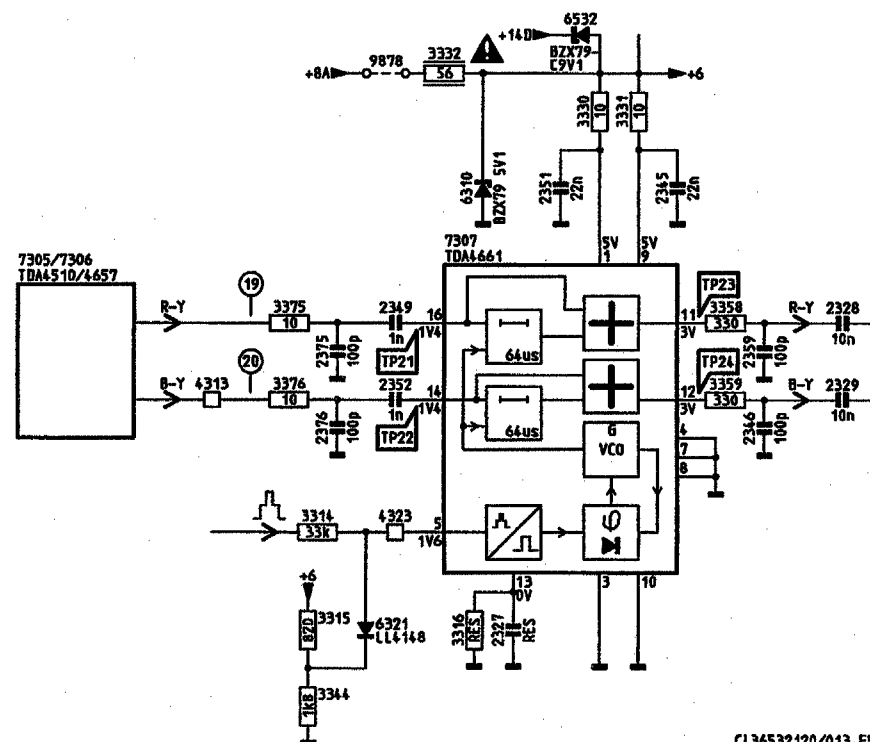 6532
+14D
BZX79
C9V1
9878
3332
+8A
56
+6
3330
10
3331
10
6310
BZX79 5V1
2351
22n
2345
22n
7307
TDA4661
5V
1
5V
9
7305/7306
TDA4510/4657
R-Y
19
3375
10
2375
100p
2349
1n
16
1V4
TP21
64us
11
3V
TP23
3358
330
2359
100p
R-Y
2328
10n
B-Y
4313
20
3376
10
2376
100p
2352
1n
14
1V4
TP22
64us
12
3V
TP24
3359
330
2346
100p
B-Y
2329
10n
G
VCO
4
7
8
3314
33k
4323
5
1V6
φ
+6
3315
820
6321
LL4148
3344
1k8
13
0V
3316
RES
2327
RES
3
10
CL36532120/013